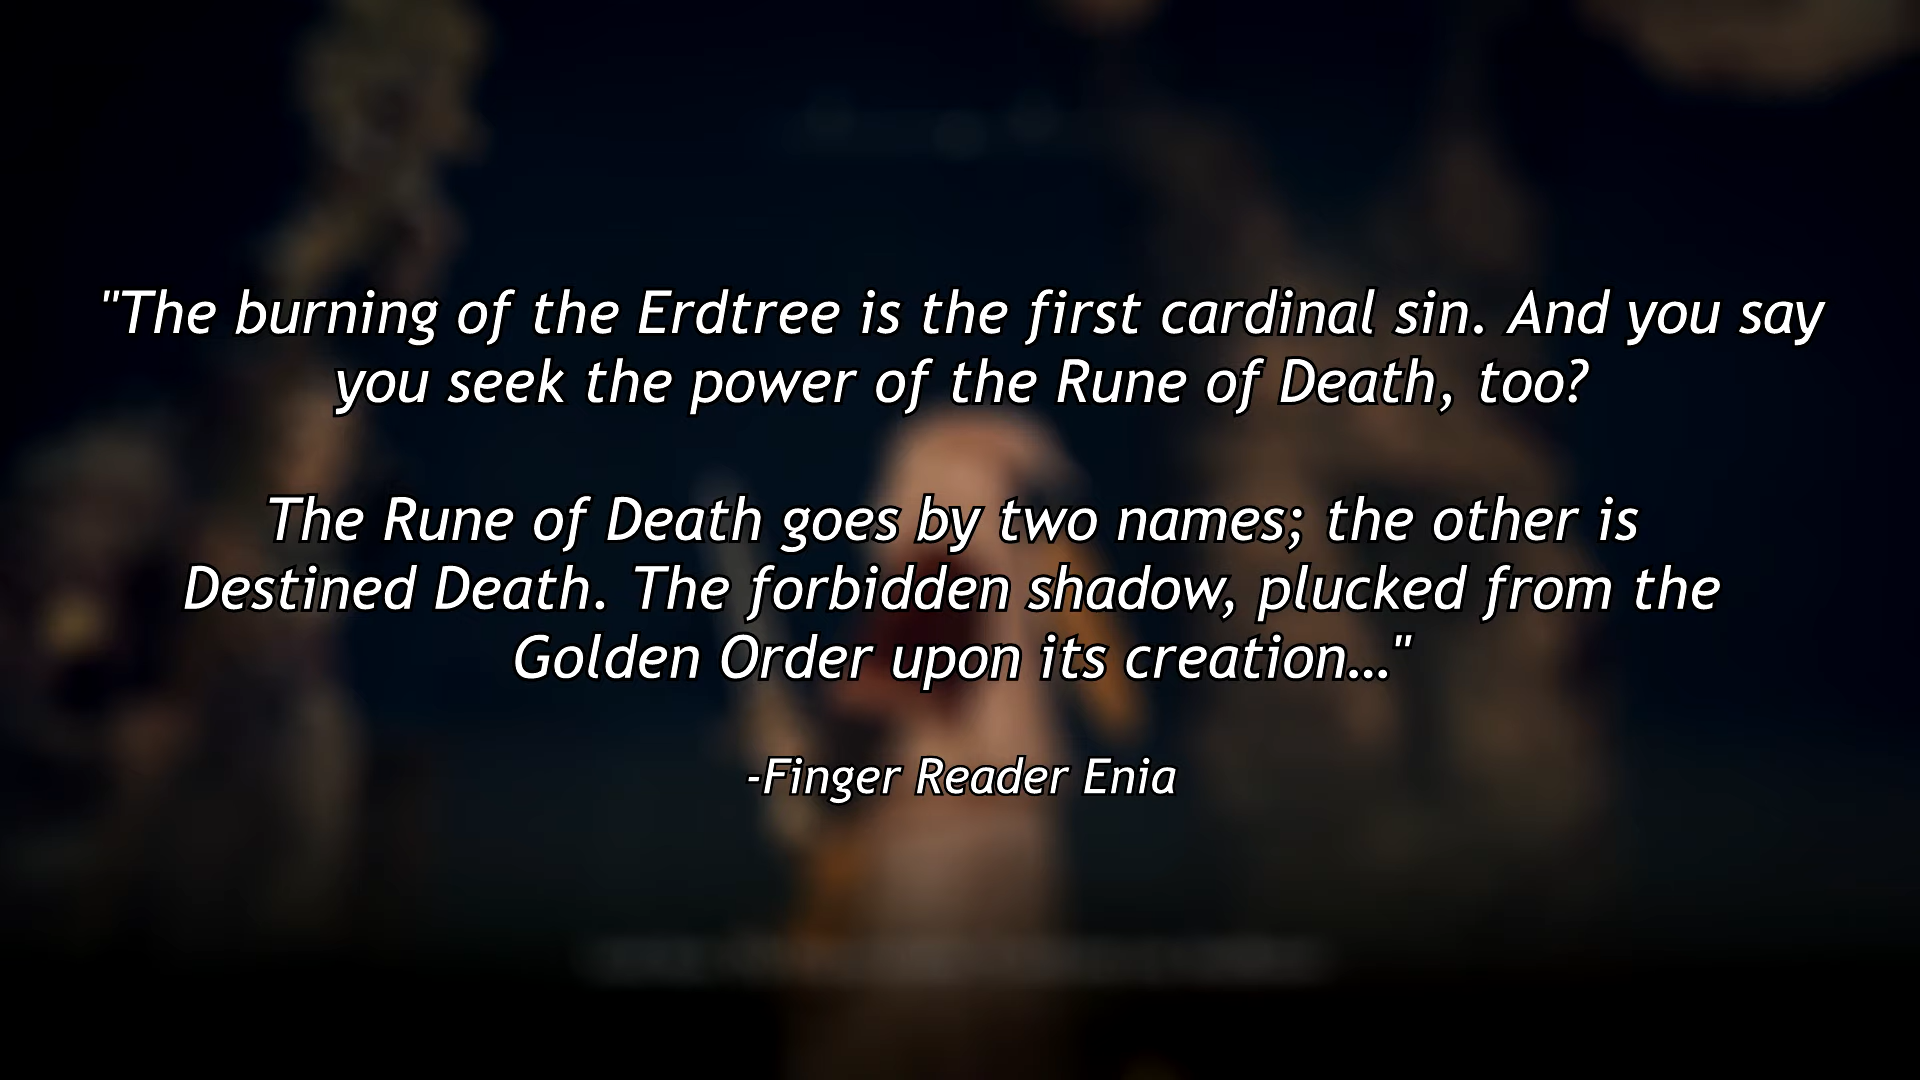 "The burning of the Erdtree is the first cardinal sin. And you say
you seek the power of the Rune of Death, too?
The Rune of Death goes by two names; the other is
Destined Death. The forbidden shadow, plucked from the
Golden Order upon its creation..."
-Finger Reader Enia